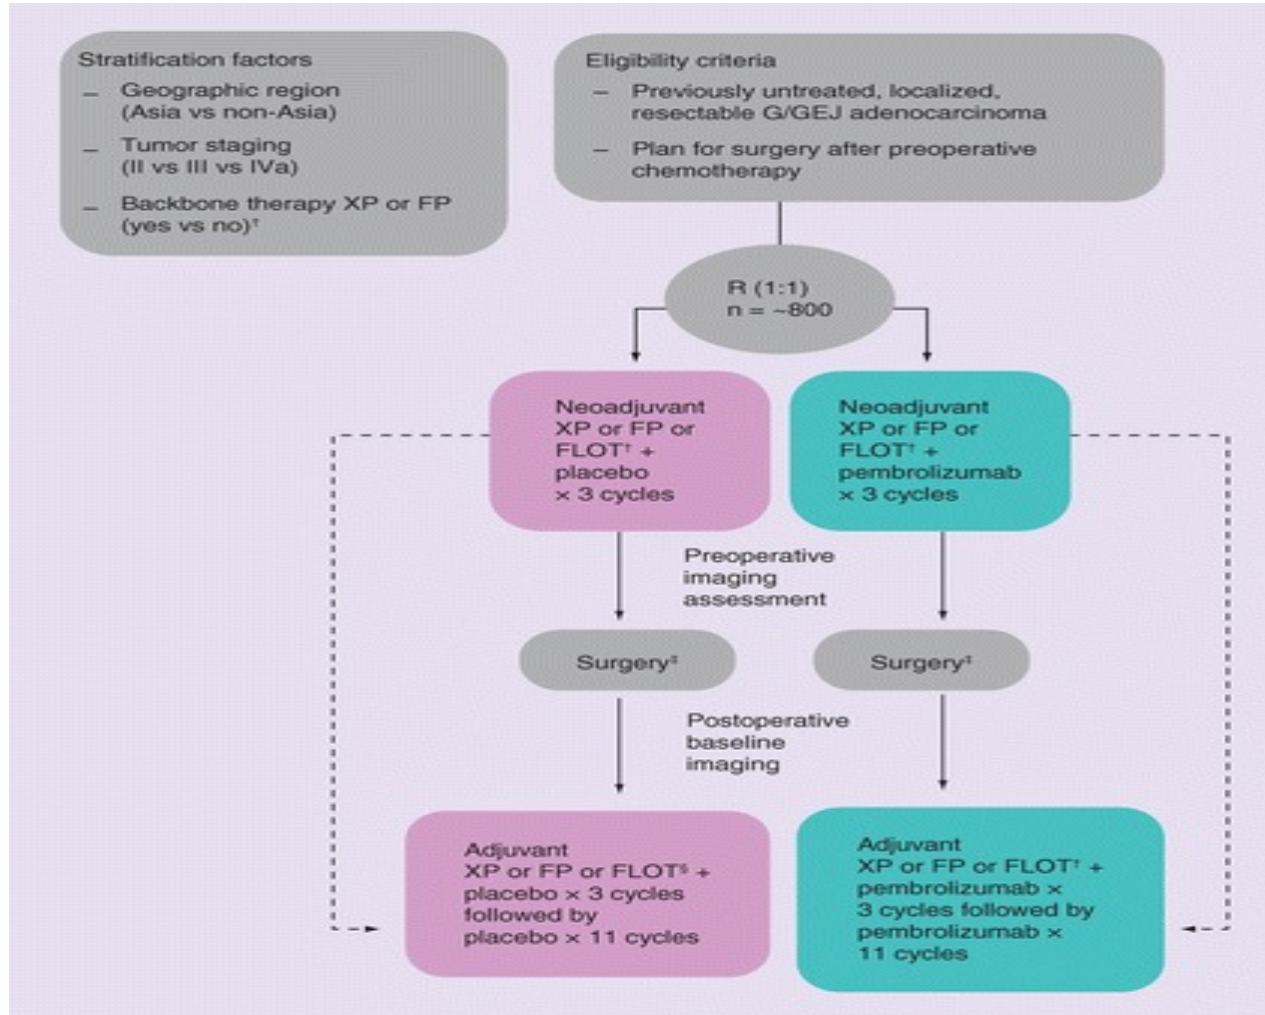 Stratification factors
– Geographic region
(Asia vs non-Asia)
– Tumor staging
(II vs III vs IVa)
– Backbone therapy XP or FP
(yes vs no)†
Eligibility criteria
– Previously untreated, localized,
resectable G/GEJ adenocarcinoma
– Plan for surgery after preoperative
chemotherapy
R (1:1)
n = ~800
Neoadjuvant
XP or FP or
FLOT† +
placebo
× 3 cycles
Neoadjuvant
XP or FP or
FLOT† +
pembrolizumab
× 3 cycles
Preoperative
imaging
assessment
Surgery‡
Surgery‡
Postoperative
baseline
imaging
Adjuvant
XP or FP or FLOT§ +
placebo × 3 cycles
followed by
placebo × 11 cycles
Adjuvant
XP or FP or FLOT† +
pembrolizumab ×
3 cycles followed by
pembrolizumab ×
11 cycles